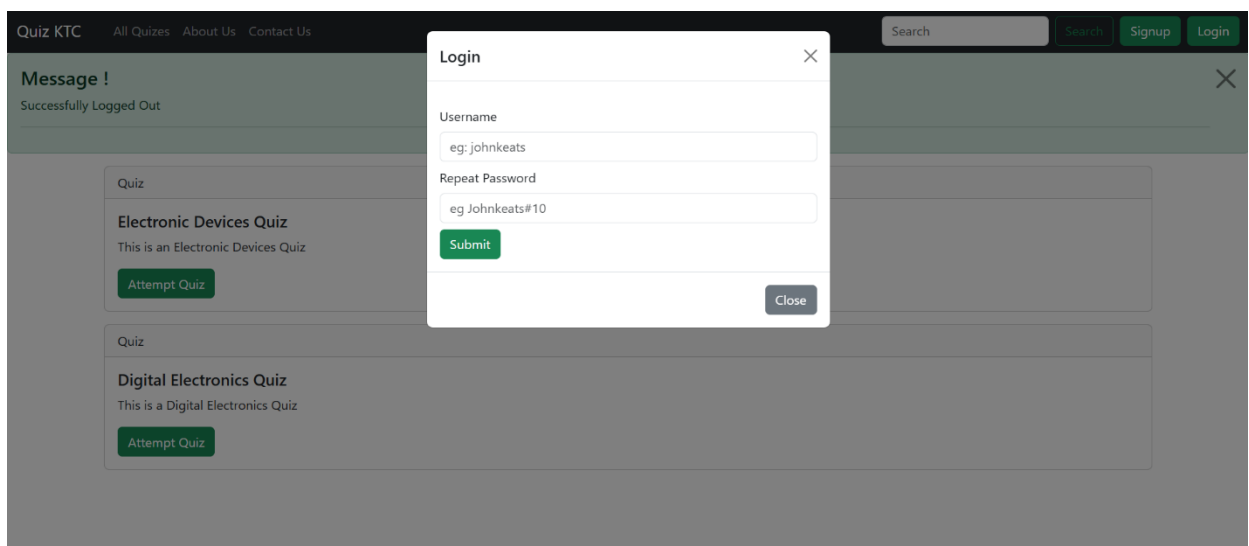 Quiz KTC All Quizes About Us Contact Us Search Search Signup Login
Message !
Successfully Logged Out
Login
Username
eg: johnkeats
Repeat Password
eg Johnkeats#10
Submit
Close
Quiz
Electronic Devices Quiz
This is an Electronic Devices Quiz
Attempt Quiz
Quiz
Digital Electronics Quiz
This is a Digital Electronics Quiz
Attempt Quiz